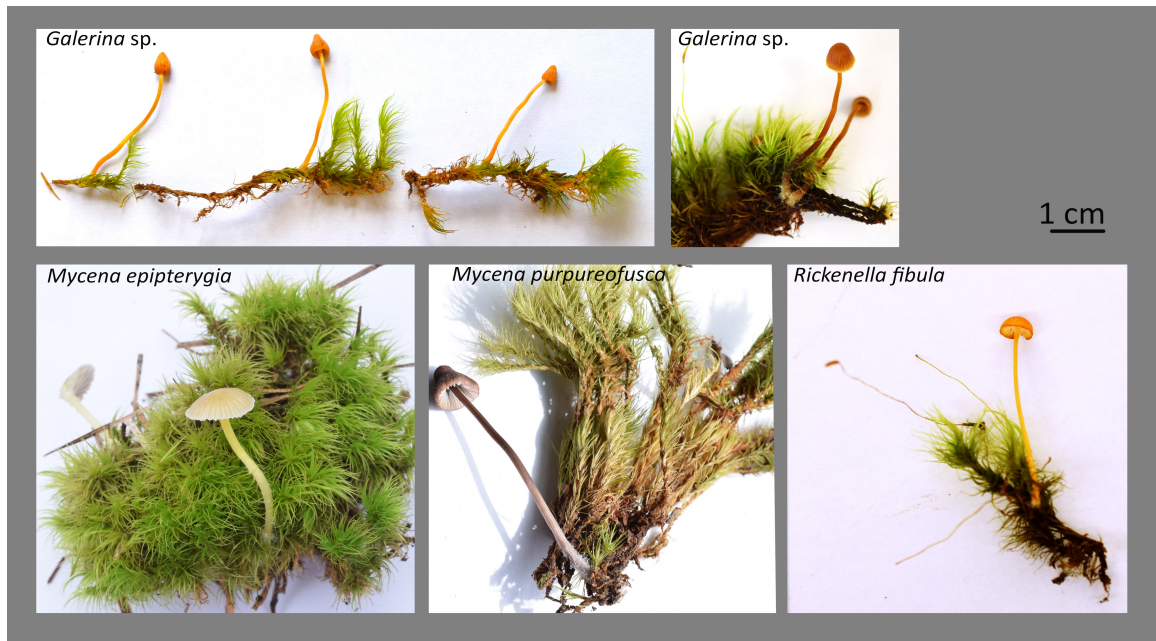 Galerina sp.
Galerina sp.
1 cm
Mycena epipterygia
Mycena purpureofusca
Rickenella fibula